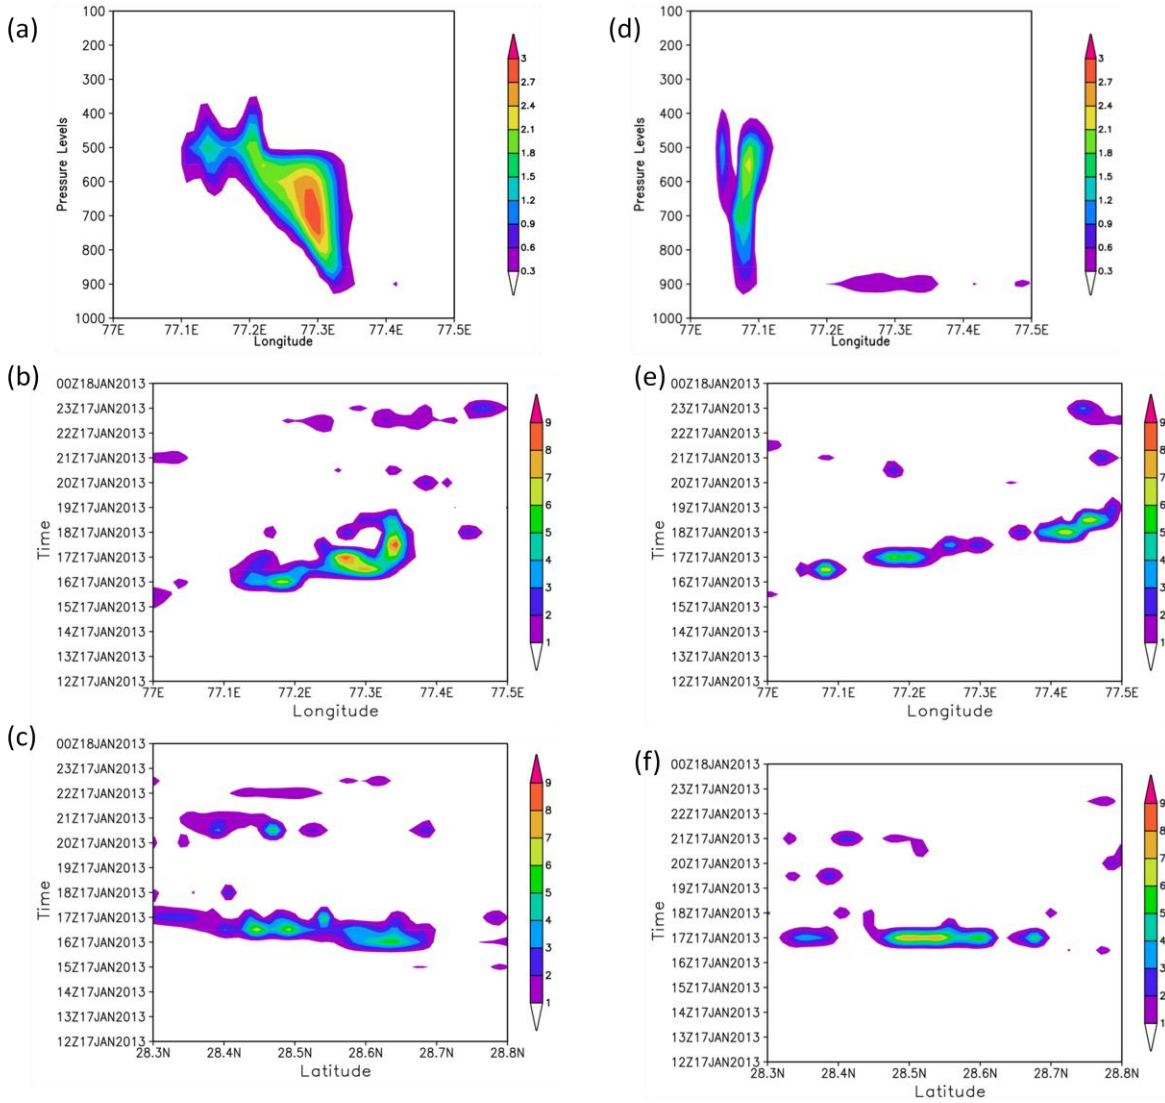 (a)
100
200
300
400
500
600
700
800
900
1000
Pressure Levels
77E 77.1E 77.2E 77.3E 77.4E 77.5E
Longitude
3
2.7
2.4
2.1
1.8
1.5
1.2
0.9
0.6
0.3
(d)
100
200
300
400
500
600
700
800
900
1000
Pressure Levels
77E 77.1E 77.2E 77.3E 77.4E 77.5E
Longitude
3
2.7
2.4
2.1
1.8
1.5
1.2
0.9
0.6
0.3
(b)
00Z18JAN2013
23Z17JAN2013
22Z17JAN2013
21Z17JAN2013
20Z17JAN2013
19Z17JAN2013
18Z17JAN2013
17Z17JAN2013
16Z17JAN2013
15Z17JAN2013
14Z17JAN2013
13Z17JAN2013
12Z17JAN2013
Time
77E 77.1E 77.2E 77.3E 77.4E 77.5E
Longitude
9
8
7
6
5
4
3
2
1
(e)
00Z18JAN2013
23Z17JAN2013
22Z17JAN2013
21Z17JAN2013
20Z17JAN2013
19Z17JAN2013
18Z17JAN2013
17Z17JAN2013
16Z17JAN2013
15Z17JAN2013
14Z17JAN2013
13Z17JAN2013
12Z17JAN2013
Time
77E 77.1E 77.2E 77.3E 77.4E 77.5E
Longitude
9
8
7
6
5
4
3
2
1
(c)
00Z18JAN2013
23Z17JAN2013
22Z17JAN2013
21Z17JAN2013
20Z17JAN2013
19Z17JAN2013
18Z17JAN2013
17Z17JAN2013
16Z17JAN2013
15Z17JAN2013
14Z17JAN2013
13Z17JAN2013
12Z17JAN2013
Time
28.3N 28.4N 28.5N 28.6N 28.7N 28.8N
Latitude
9
8
7
6
5
4
3
2
1
(f)
00Z18JAN2013
23Z17JAN2013
22Z17JAN2013
21Z17JAN2013
20Z17JAN2013
19Z17JAN2013
18Z17JAN2013
17Z17JAN2013
16Z17JAN2013
15Z17JAN2013
14Z17JAN2013
13Z17JAN2013
12Z17JAN2013
Time
28.3N 28.4N 28.5N 28.6N 28.7N 28.8N
Latitude
9
8
7
6
5
4
3
2
1